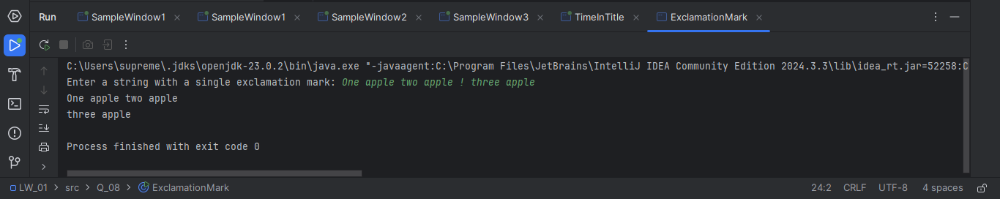 Run SampleWindow1 SampleWindow1 SampleWindow2 SampleWindow3 TimeInTitle ExclamationMark
C:\Users\supreme\.jdks\openjdk-23.0.2\bin\java.exe "-javaagent:C:\Program Files\JetBrains\IntelliJ IDEA Community Edition 2024.3.3\lib\idea_rt.jar=52258:C
Enter a string with a single exclamation mark: One apple two apple ! three apple
One apple two apple
three apple
Process finished with exit code 0
LW_01 > src > Q_08 > ExclamationMark 24:2 CRLF UTF-8 4 spaces